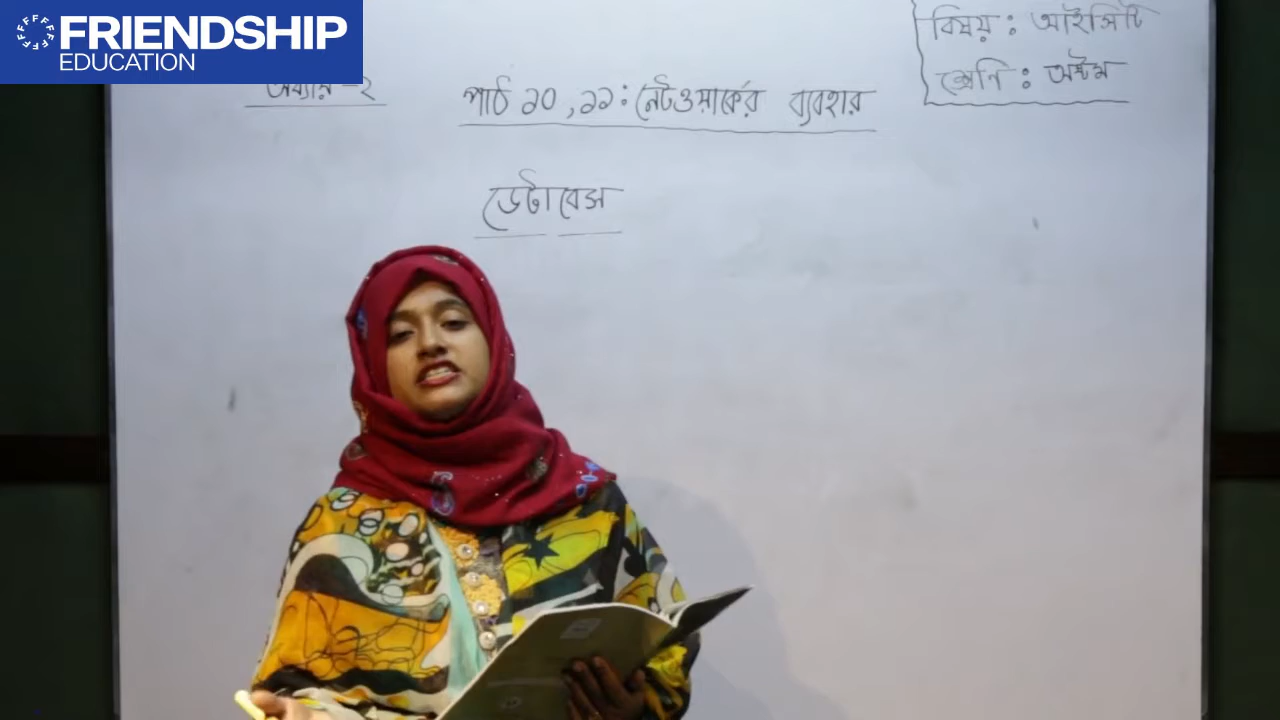 FRIENDSHIP
EDUCATION
বিষয় : আইসিটি
শ্রেণি : অষ্টম
অধ্যায় -২
পাঠ ১০ ,১১ : নেটওয়ার্কের ব্যবহার
ডেটাবেস